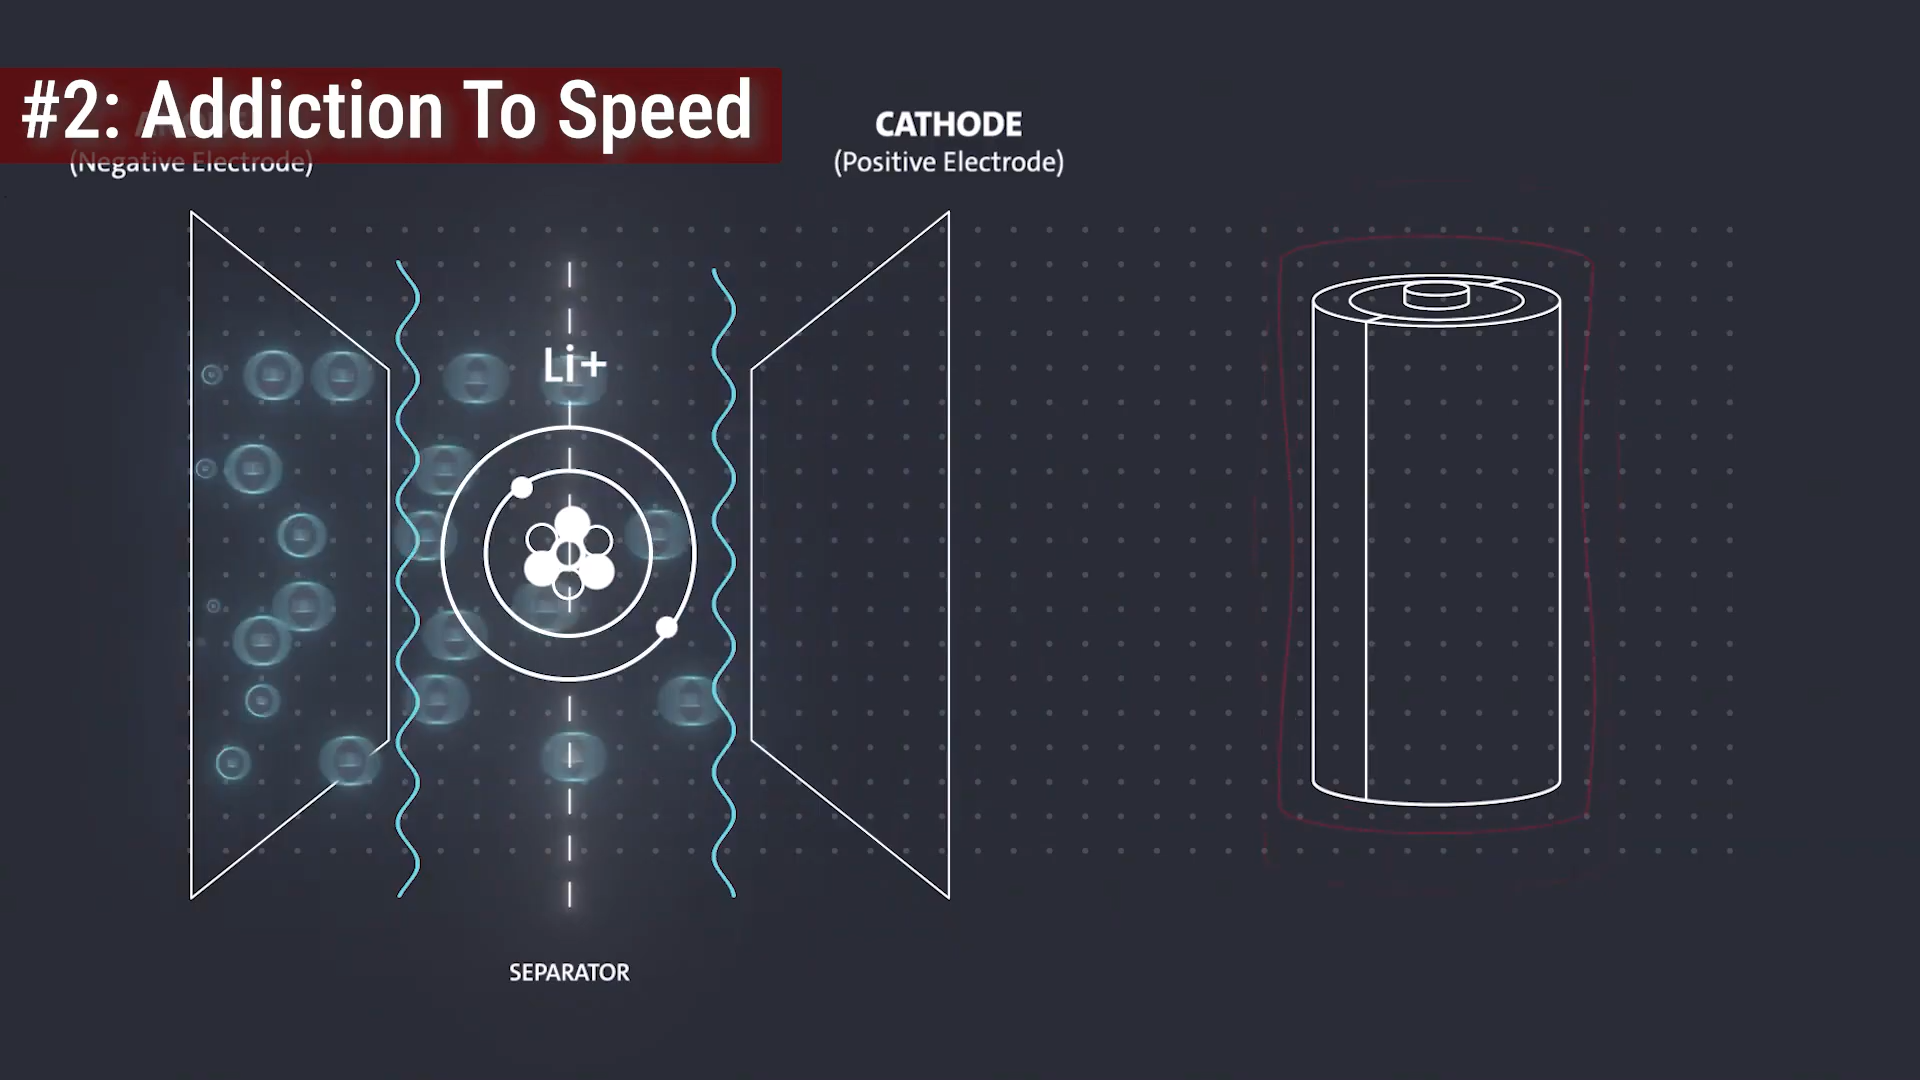 #2: Addiction To Speed
(Negative Electrode)
CATHODE
(Positive Electrode)
Li+
SEPARATOR